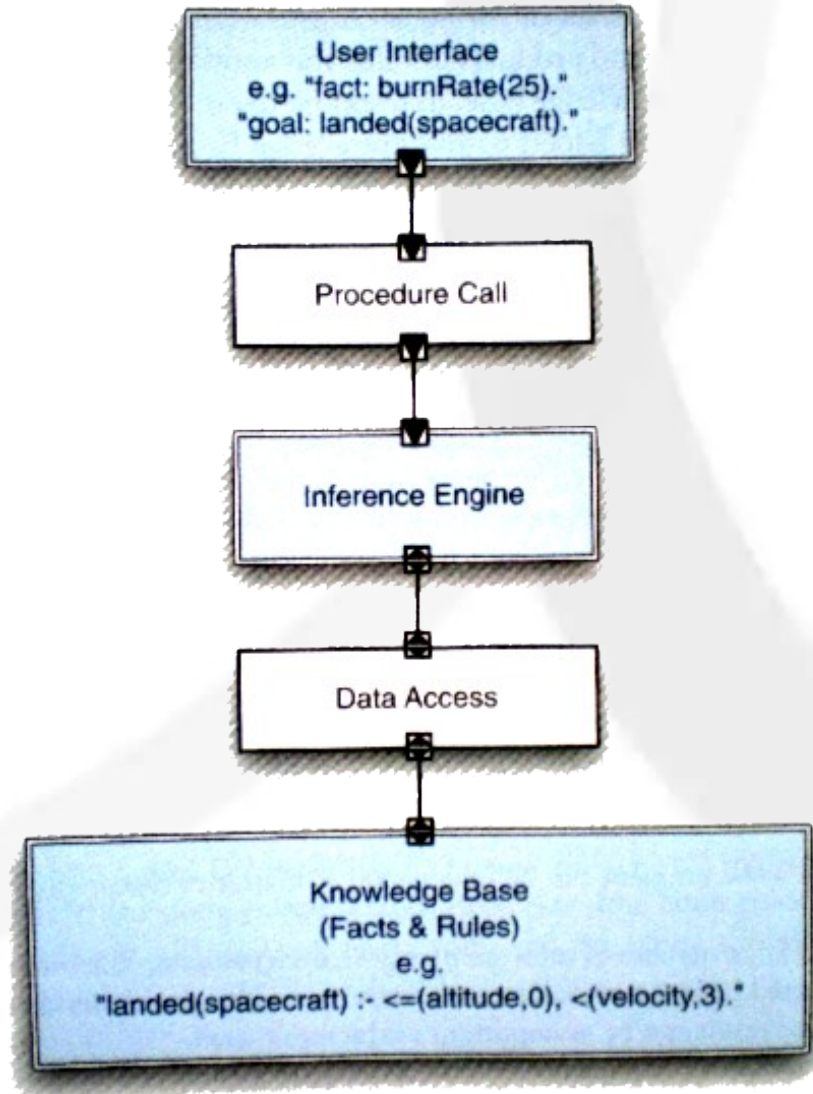 User Interface
e.g. "fact: burnRate(25)."
"goal: landed(spacecraft)."
Procedure Call
Inference Engine
Data Access
Knowledge Base
(Facts & Rules)
e.g.
"landed(spacecraft) :- <=(altitude,0), <(velocity,3)."